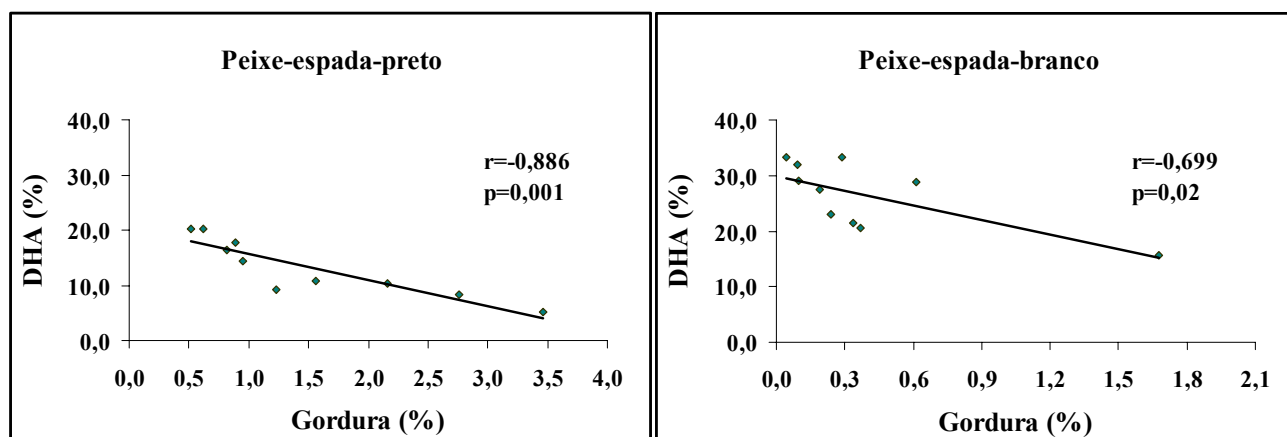 Peixe-espada-preto
40,0
30,0
20,0
10,0
0,0
DHA (%)
r=-0,886
p=0,001
0,0 0,5 1,0 1,5 2,0 2,5 3,0 3,5 4,0
Gordura (%)
Peixe-espada-branco
40,0
30,0
20,0
10,0
0,0
DHA (%)
r=-0,699
p=0,02
0,0 0,3 0,6 0,9 1,2 1,5 1,8 2,1
Gordura (%)